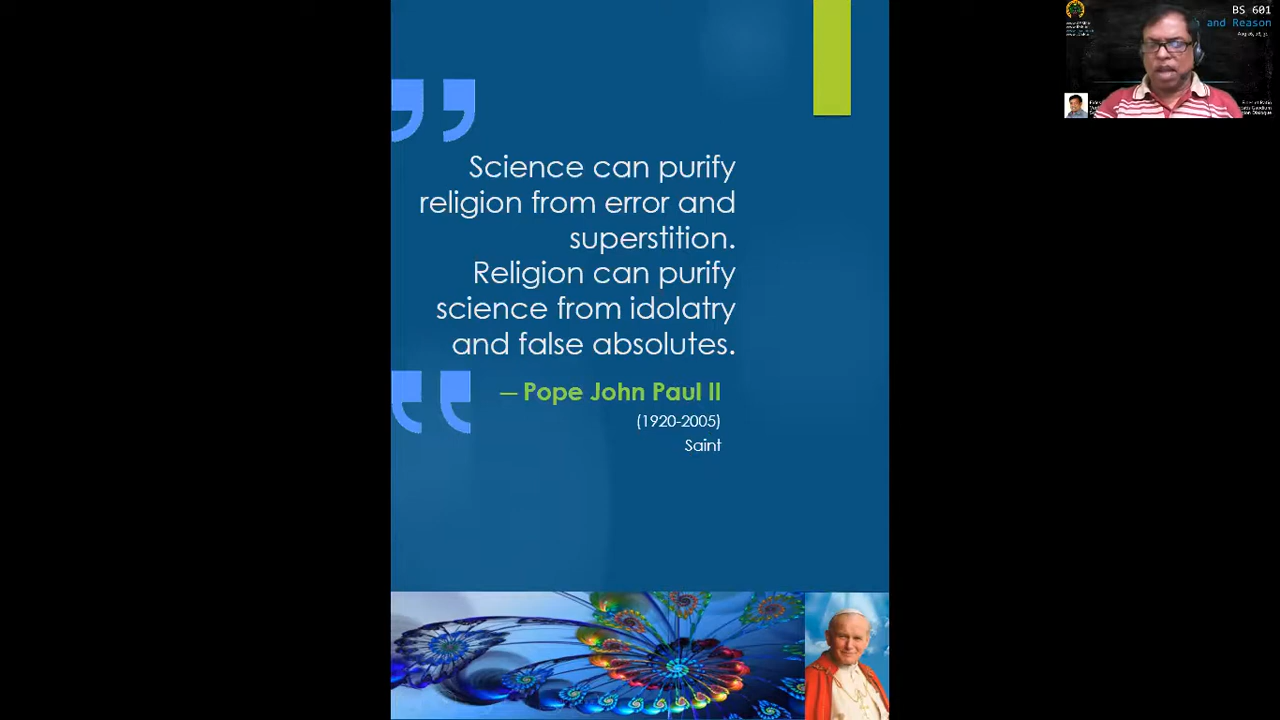 Science can purify
religion from error and
superstition.
Religion can purify
science from idolatry
and false absolutes.
— Pope John Paul II
(1920-2005)
Saint
BS 601
and Reason